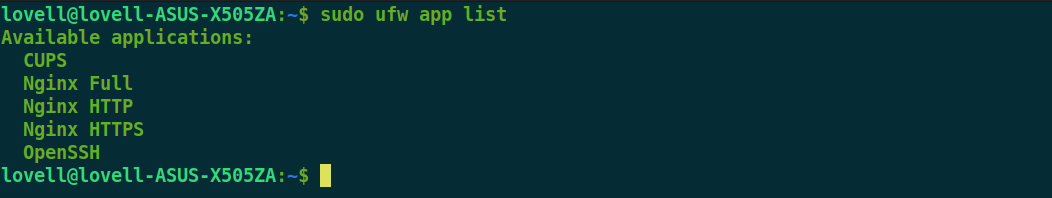 lovell@lovell-ASUS-X505ZA:~$ sudo ufw app list
Available applications:
  CUPS
  Nginx Full
  Nginx HTTP
  Nginx HTTPS
  OpenSSH
lovell@lovell-ASUS-X505ZA:~$